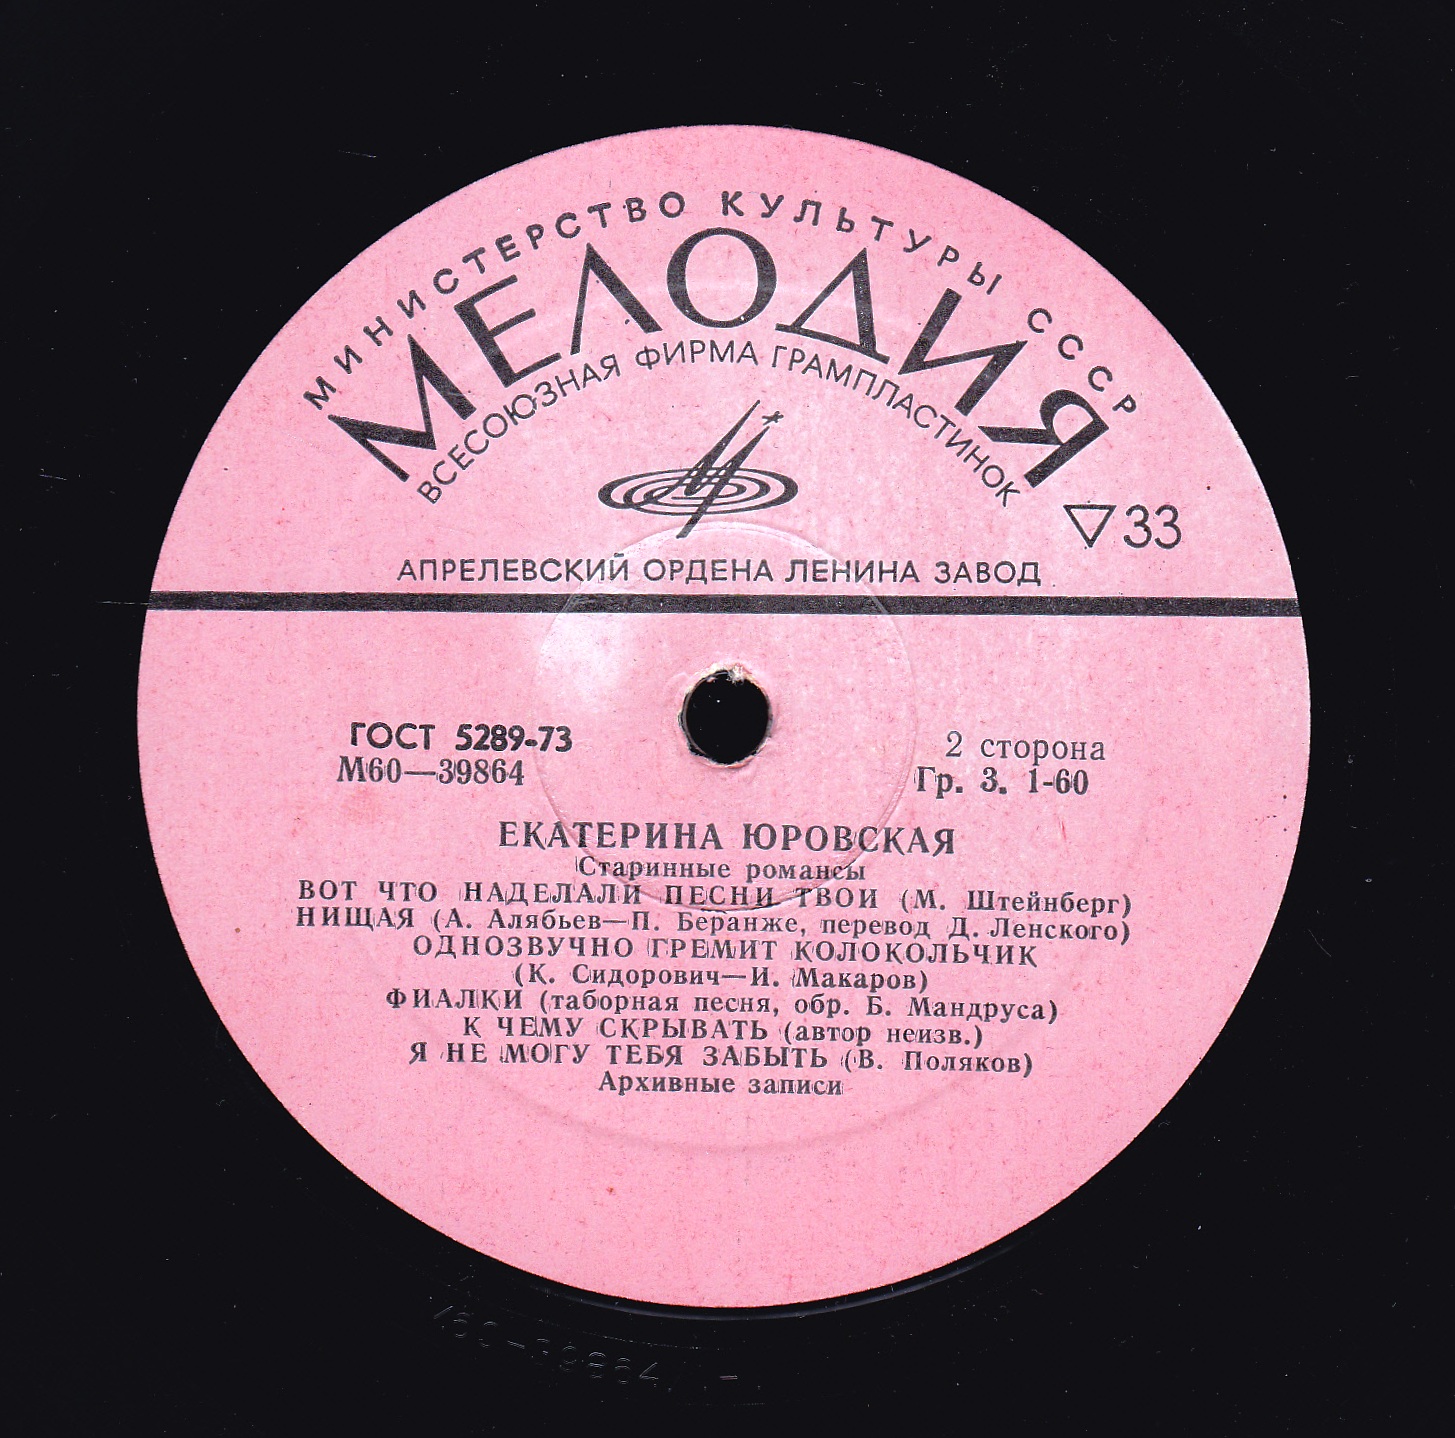 МИНИСТЕРСТВО КУЛЬТУРЫ СССР
МЕЛОДИЯ
ВСЕСОЮЗНАЯ ФИРМА ГРАМПЛАСТИНОК
33
АПРЕЛЕВСКИЙ ОРДЕНА ЛЕНИНА ЗАВОД
ГОСТ 5289-73
М60—39864
2 сторона
Гр. 3. 1-60
ЕКАТЕРИНА ЮРОВСКАЯ
Старинные романсы
ВОТ ЧТО НАДЕЛАЛИ ПЕСНИ ТВОИ (М. Штейнберг)
НИЩАЯ (А. Алябьев—П. Беранже, перевод Д. Ленского)
ОДНОЗВУЧНО ГРЕМИТ КОЛОКОЛЬЧИК
(К. Сидорович—И. Макаров)
ФИАЛКИ (таборная песня, обр. Б. Мандруса)
К ЧЕМУ СКРЫВАТЬ (автор неизв.)
Я НЕ МОГУ ТЕБЯ ЗАБЫТЬ (В. Поляков)
Архивные записи